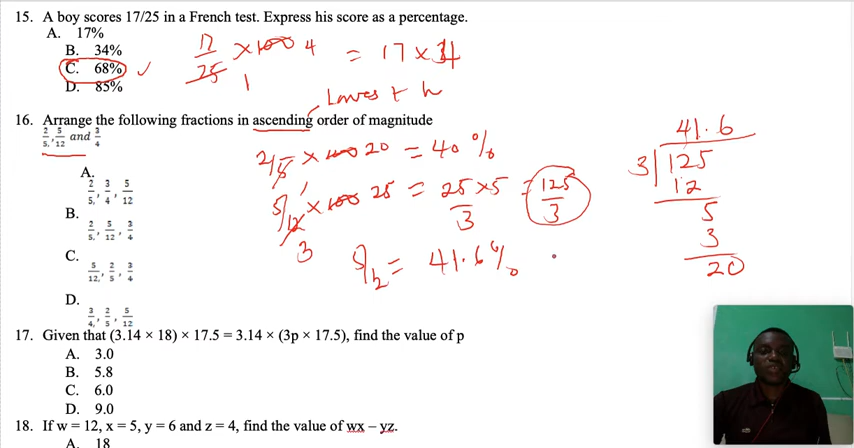 15. A boy scores 17/25 in a French test. Express his score as a percentage.
A. 17%
B. 34%
C. 68% ✓
D. 85%
17/25 × 100 4 = 17 × 4
1
Lowest h
16. Arrange the following fractions in ascending order of magnitude
2/5, 5/12 and 3/4
A.
2/5, 3/4, 5/12
B.
2/5, 5/12, 3/4
C.
5/12, 2/5, 3/4
D.
3/4, 2/5, 5/12
2/5 × 100 20 = 40%
1
5/12 × 100 25 = 25 × 5 / 3 = 125/3
3
5/12 = 41.6%
41.6
3 125
12
5
3
20
17. Given that (3.14 × 18) × 17.5 = 3.14 × (3p × 17.5), find the value of p
A. 3.0
B. 5.8
C. 6.0
D. 9.0
18. If w = 12, x = 5, y = 6 and z = 4, find the value of wx – yz.
A. 18